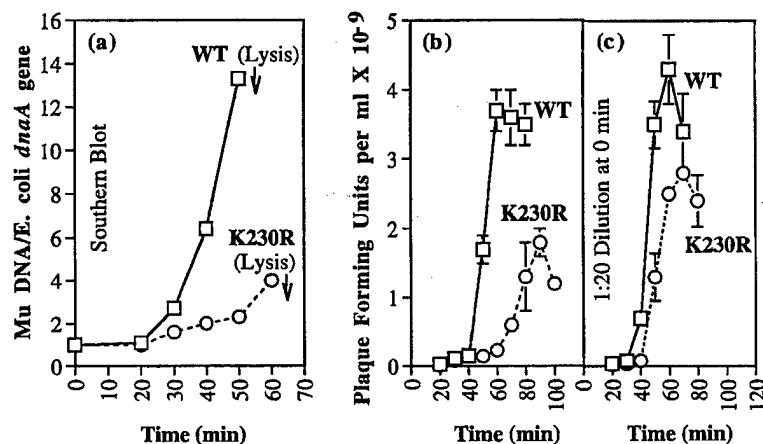 (a)
WT (Lysis)
K230R
(Lysis)
Southern Blot
Mu DNA/E. coli dnaA gene
16
14
12
10
8
6
4
2
0
0 10 20 30 40 50 60 70
Time (min)
(b)
WT
K230R
Plaque Forming Units per ml X 10-9
5
4
3
2
1
0
0 20 40 60 80 100
Time (min)
(c)
WT
K230R
1:20 Dilution at 0 min
0 20 40 60 80 100 120
Time (min)